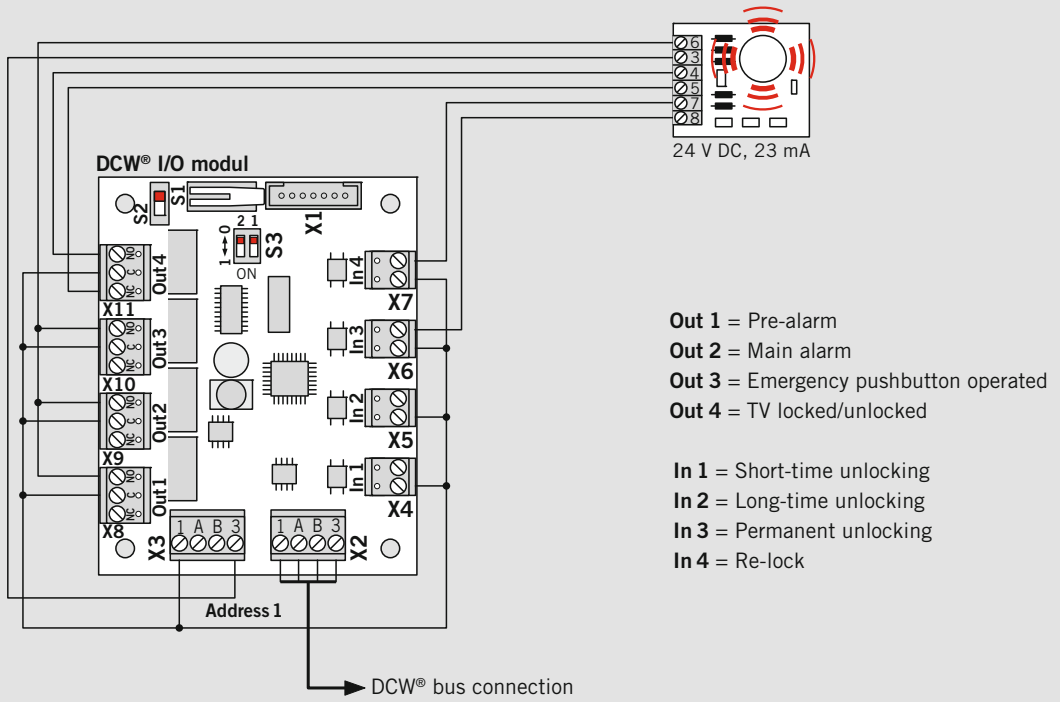 6
3
4
5
7
8
24 V DC, 23 mA
DCW® I/O modul
S2
S1
X1
2 1
1 ↔ 0
S3
ON
NO
C
NC
Out4
X11
NO
C
NC
Out3
X10
NO
C
NC
Out2
X9
NO
C
NC
Out1
X8
In4
X7
In3
X6
In2
X5
In1
X4
X3
1 A B 3
1 A B 3
X2
Address 1
DCW® bus connection
Out 1 = Pre-alarm
Out 2 = Main alarm
Out 3 = Emergency pushbutton operated
Out 4 = TV locked/unlocked
In 1 = Short-time unlocking
In 2 = Long-time unlocking
In 3 = Permanent unlocking
In 4 = Re-lock